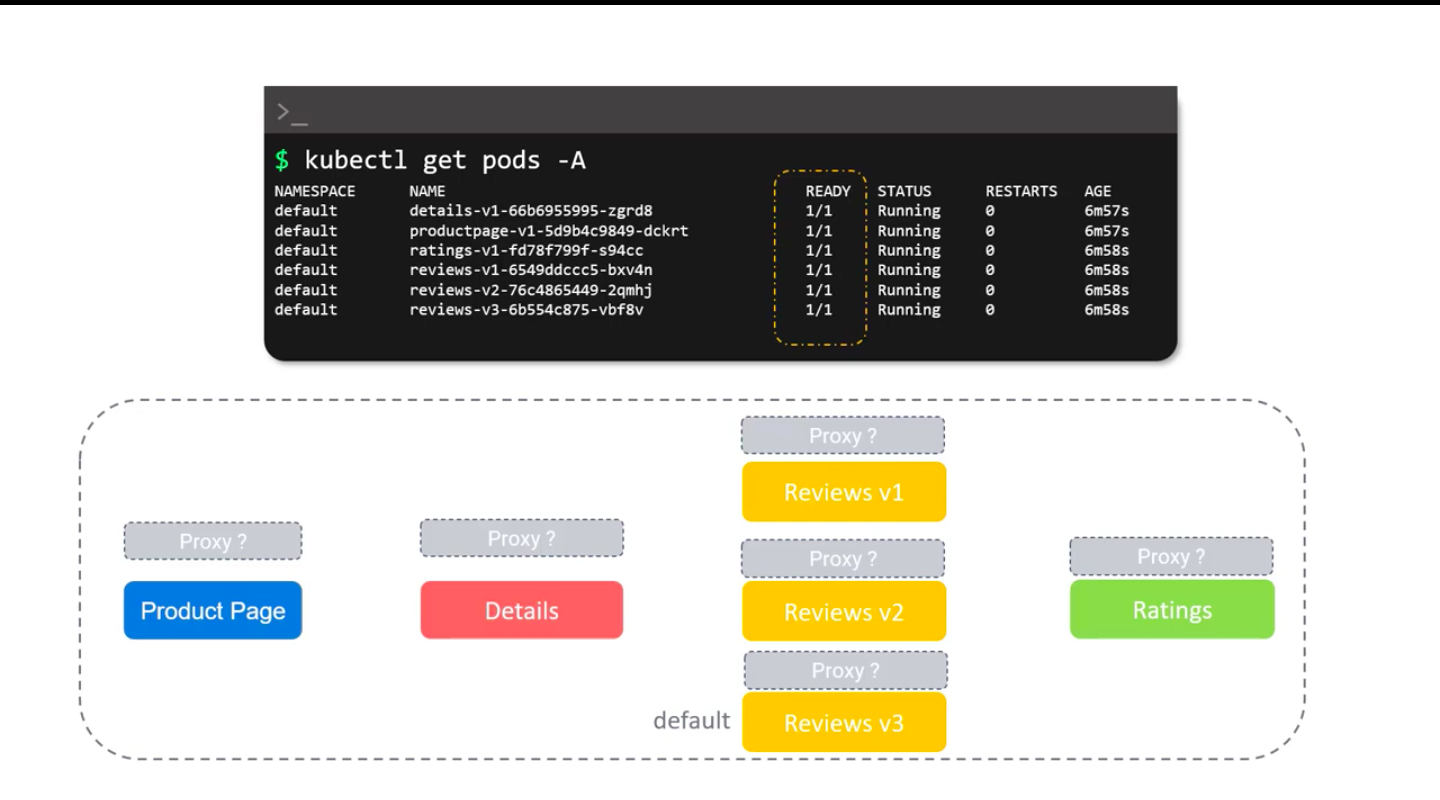 >_
$ kubectl get pods -A
NAMESPACE NAME READY STATUS RESTARTS AGE
default details-v1-66b6955995-zgrd8 1/1 Running 0 6m57s
default productpage-v1-5d9b4c9849-dckrt 1/1 Running 0 6m57s
default ratings-v1-fd78f799f-s94cc 1/1 Running 0 6m58s
default reviews-v1-6549ddccc5-bxv4n 1/1 Running 0 6m58s
default reviews-v2-76c4865449-2qmhj 1/1 Running 0 6m58s
default reviews-v3-6b554c875-vbf8v 1/1 Running 0 6m58s
Proxy ?
Product Page
Proxy ?
Details
Proxy ?
Reviews v1
Proxy ?
Reviews v2
Proxy ?
default
Reviews v3
Proxy ?
Ratings